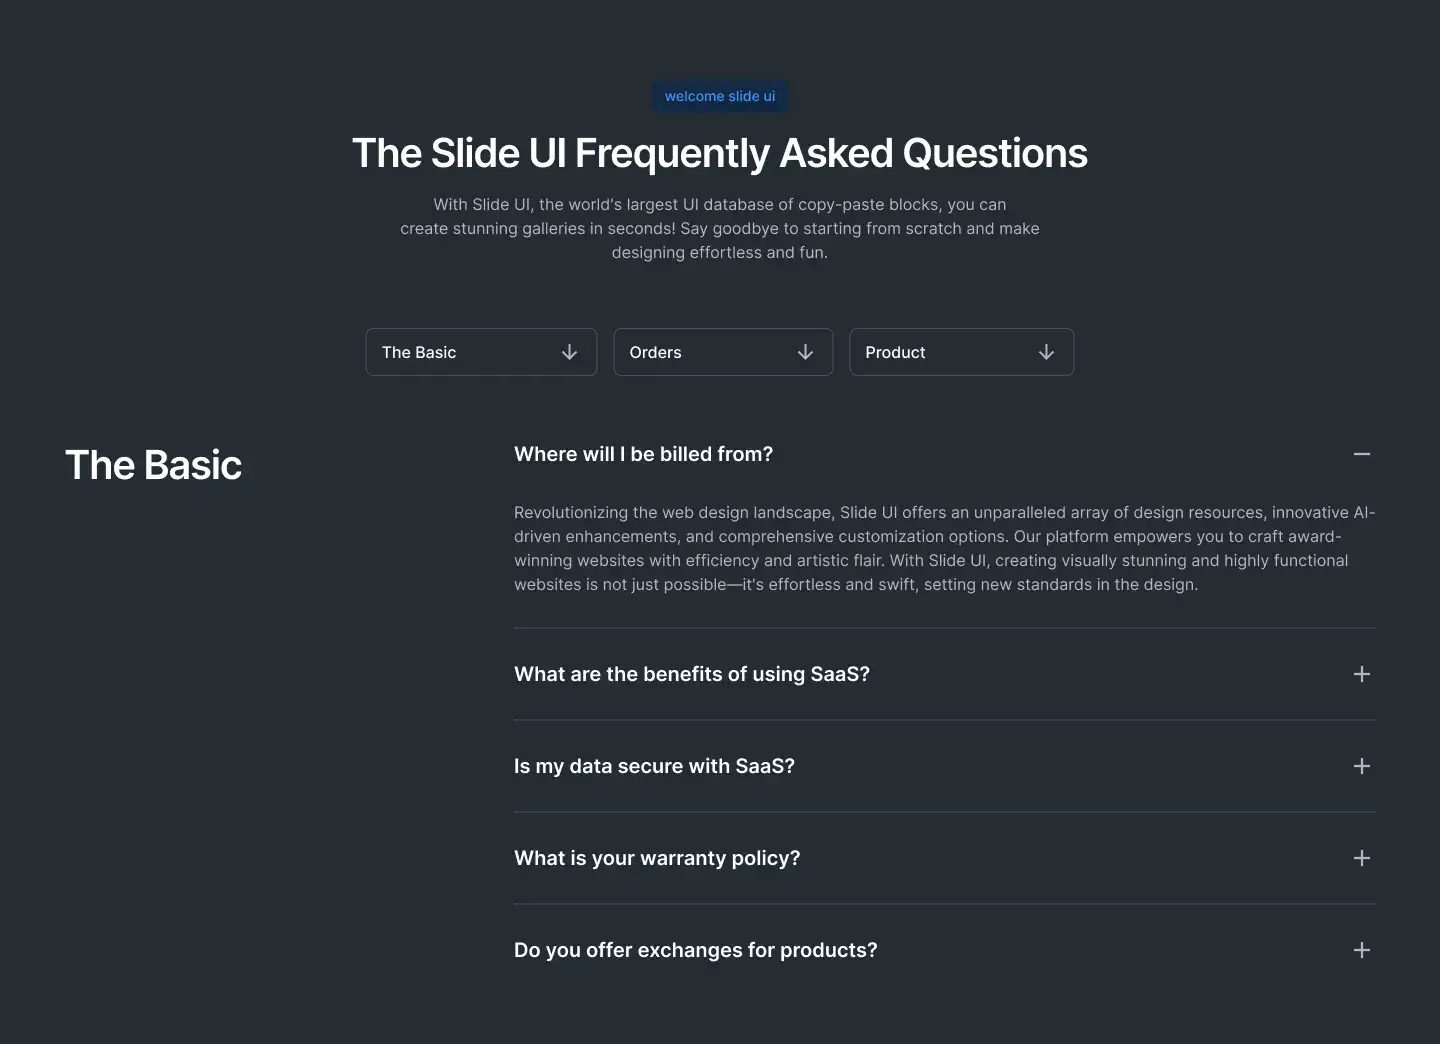 welcome slide ui
The Slide UI Frequently Asked Questions
With Slide UI, the world's largest UI database of copy-paste blocks, you can
create stunning galleries in seconds! Say goodbye to starting from scratch and make
designing effortless and fun.
The Basic
Orders
Product
The Basic
Where will I be billed from?
Revolutionizing the web design landscape, Slide UI offers an unparalleled array of design resources, innovative AI-
driven enhancements, and comprehensive customization options. Our platform empowers you to craft award-
winning websites with efficiency and artistic flair. With Slide UI, creating visually stunning and highly functional
websites is not just possible—it's effortless and swift, setting new standards in the design.
What are the benefits of using SaaS?
Is my data secure with SaaS?
What is your warranty policy?
Do you offer exchanges for products?